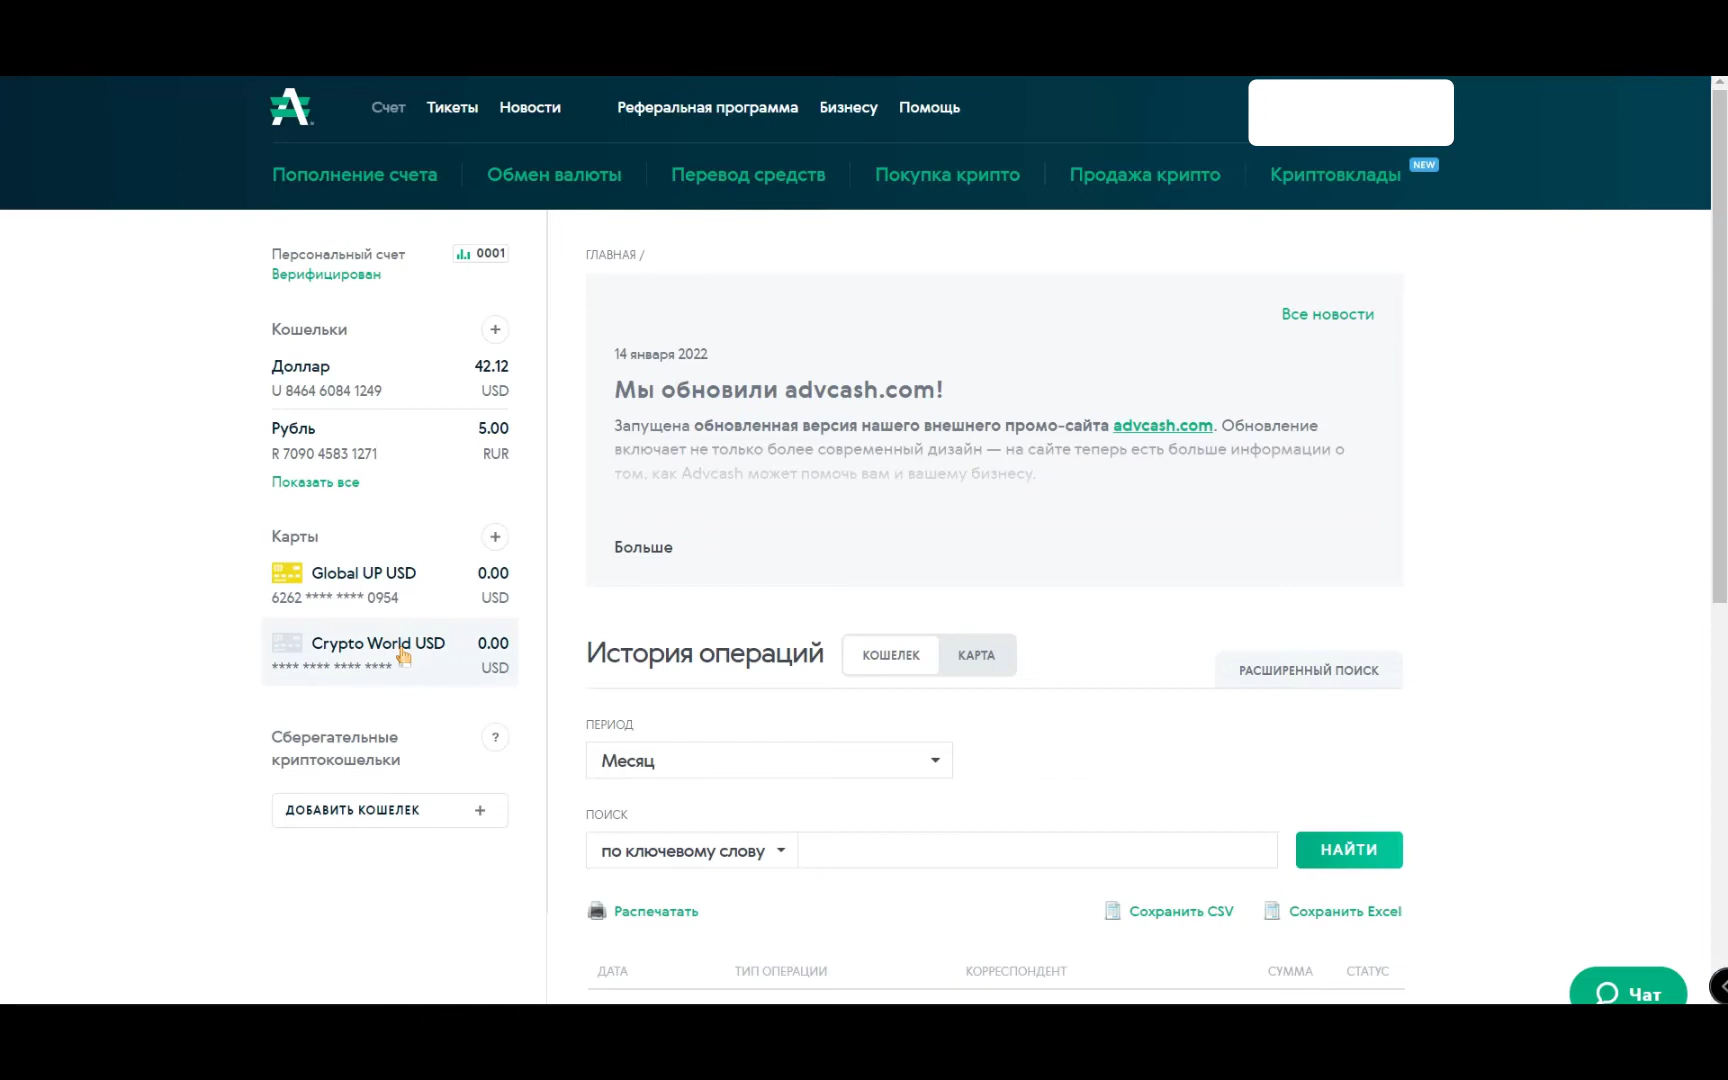 Счет Тикеты Новости Реферальная программа Бизнесу Помощь
Пополнение счета Обмен валюты Перевод средств Покупка крипто Продажа крипто Криптовклады NEW
Персональный счет 0001
Верифицирован
Кошельки +
Доллар 42.12
U 8464 6084 1249 USD
Рубль 5.00
R 7090 4583 1271 RUR
Показать все
Карты +
Global UP USD 0.00
6262 **** **** 0954 USD
Crypto World USD 0.00
**** **** **** **** USD
Сберегательные ?
криптокошельки
ДОБАВИТЬ КОШЕЛЕК +
ГЛАВНАЯ /
Все новости
14 января 2022
Мы обновили advcash.com!
Запущена обновленная версия нашего внешнего промо-сайта advcash.com. Обновление
включает не только более современный дизайн — на сайте теперь есть больше информации о
том, как Advcash может помочь вам и вашему бизнесу.
Больше
История операций КОШЕЛЕК КАРТА
РАСШИРЕННЫЙ ПОИСК
ПЕРИОД
Месяц
ПОИСК
по ключевому слову НАЙТИ
Распечатать Сохранить CSV Сохранить Excel
ДАТА ТИП ОПЕРАЦИИ КОРРЕСПОНДЕНТ СУММА СТАТУС
Чат